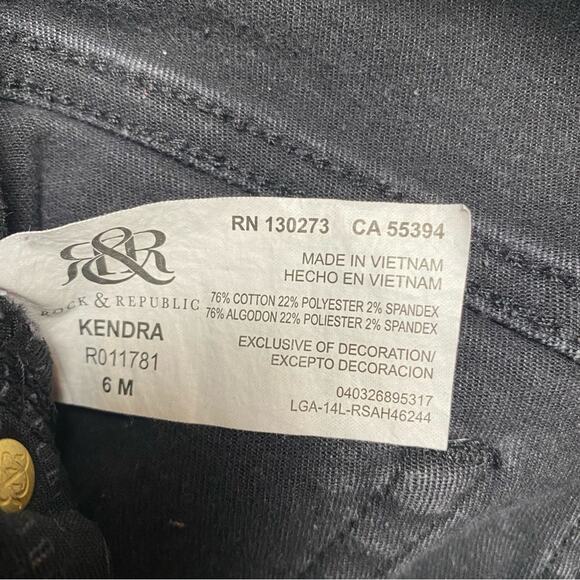 RN 130273 CA 55394
R&R
ROCK & REPUBLIC
KENDRA
R011781
6 M
MADE IN VIETNAM
HECHO EN VIETNAM
76% COTTON 22% POLYESTER 2% SPANDEX
76% ALGODON 22% POLIESTER 2% SPANDEX
EXCLUSIVE OF DECORATION/
EXCEPTO DECORACION
040326895317
LGA-14L-RSAH46244